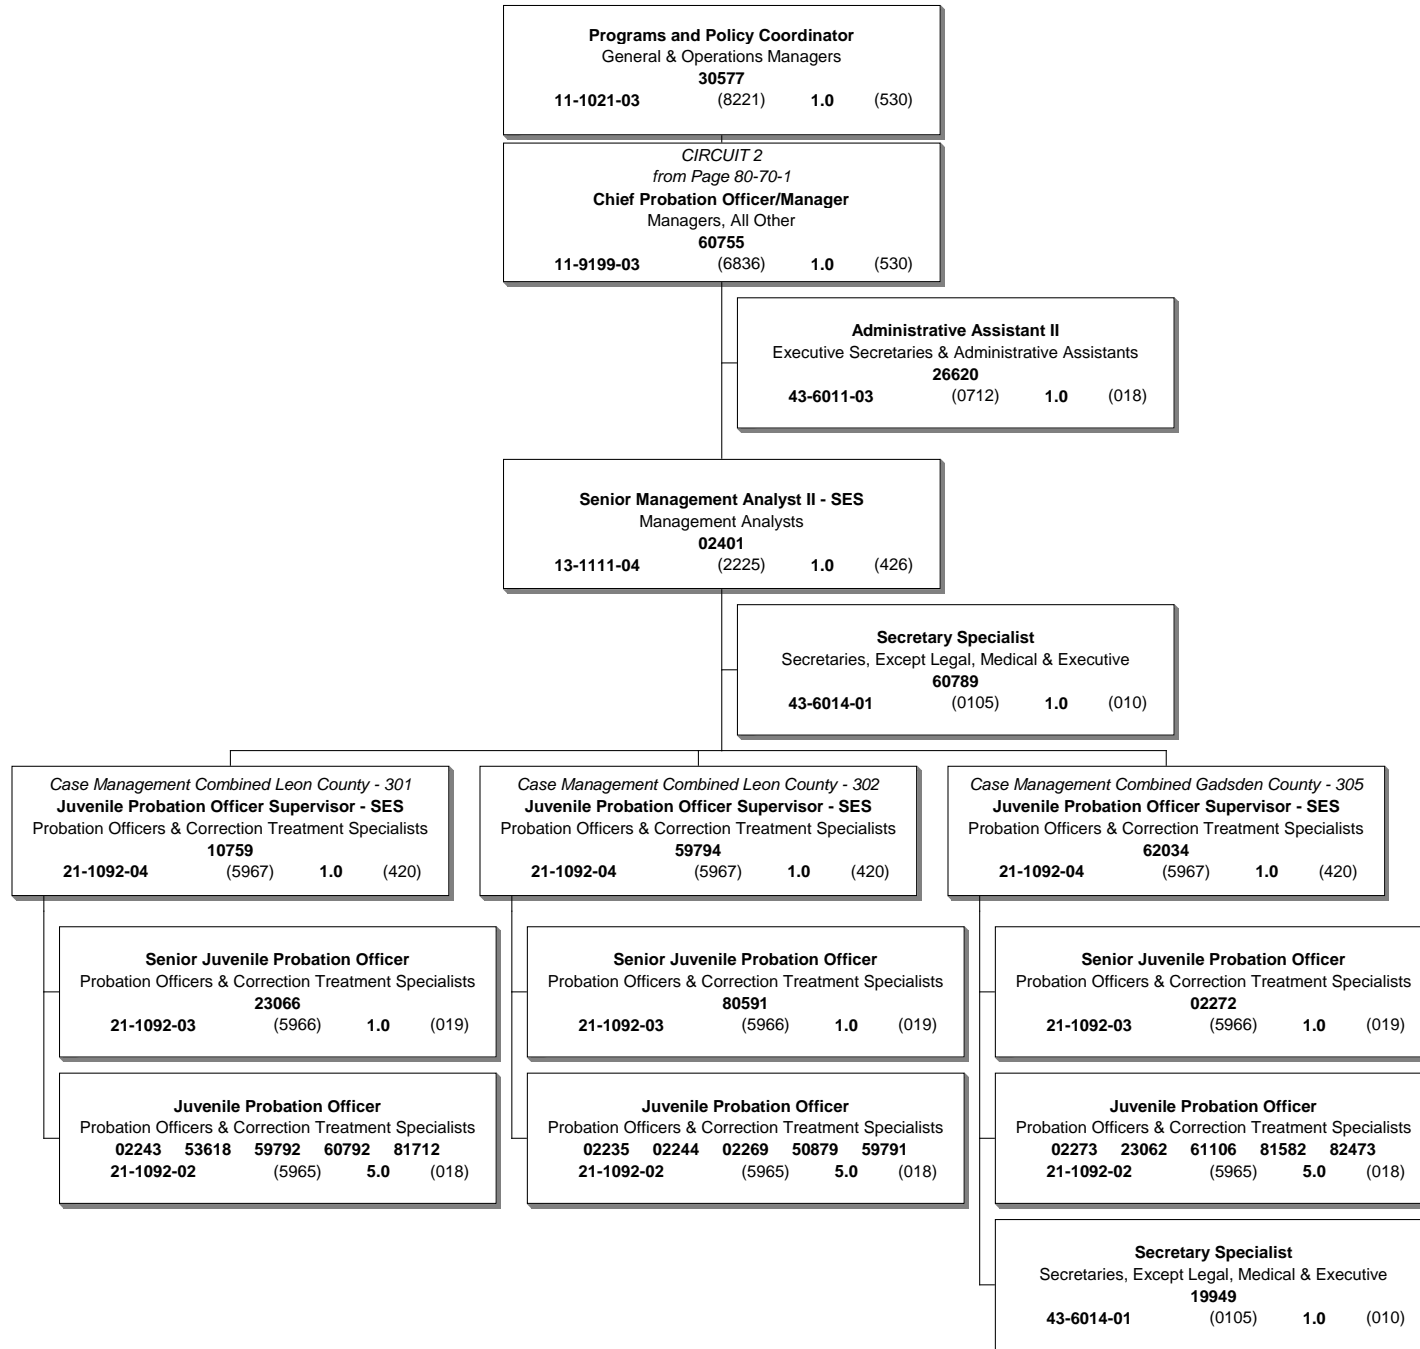 Programs and Policy Coordinator
General & Operations Managers
30577
11-1021-03 (8221) 1.0 (530)
CIRCUIT 2
from Page 80-70-1
Chief Probation Officer/Manager
Managers, All Other
60755
11-9199-03 (6836) 1.0 (530)
Administrative Assistant II
Executive Secretaries & Administrative Assistants
26620
43-6011-03 (0712) 1.0 (018)
Senior Management Analyst II - SES
Management Analysts
02401
13-1111-04 (2225) 1.0 (426)
Secretary Specialist
Secretaries, Except Legal, Medical & Executive
60789
43-6014-01 (0105) 1.0 (010)
Case Management Combined Leon County - 301
Juvenile Probation Officer Supervisor - SES
Probation Officers & Correction Treatment Specialists
10759
21-1092-04 (5967) 1.0 (420)
Senior Juvenile Probation Officer
Probation Officers & Correction Treatment Specialists
23066
21-1092-03 (5966) 1.0 (019)
Juvenile Probation Officer
Probation Officers & Correction Treatment Specialists
02243 53618 59792 60792 81712
21-1092-02 (5965) 5.0 (018)
Case Management Combined Leon County - 302
Juvenile Probation Officer Supervisor - SES
Probation Officers & Correction Treatment Specialists
59794
21-1092-04 (5967) 1.0 (420)
Senior Juvenile Probation Officer
Probation Officers & Correction Treatment Specialists
80591
21-1092-03 (5966) 1.0 (019)
Juvenile Probation Officer
Probation Officers & Correction Treatment Specialists
02235 02244 02269 50879 59791
21-1092-02 (5965) 5.0 (018)
Case Management Combined Gadsden County - 305
Juvenile Probation Officer Supervisor - SES
Probation Officers & Correction Treatment Specialists
62034
21-1092-04 (5967) 1.0 (420)
Senior Juvenile Probation Officer
Probation Officers & Correction Treatment Specialists
02272
21-1092-03 (5966) 1.0 (019)
Juvenile Probation Officer
Probation Officers & Correction Treatment Specialists
02273 23062 61106 81582 82473
21-1092-02 (5965) 5.0 (018)
Secretary Specialist
Secretaries, Except Legal, Medical & Executive
19949
43-6014-01 (0105) 1.0 (010)